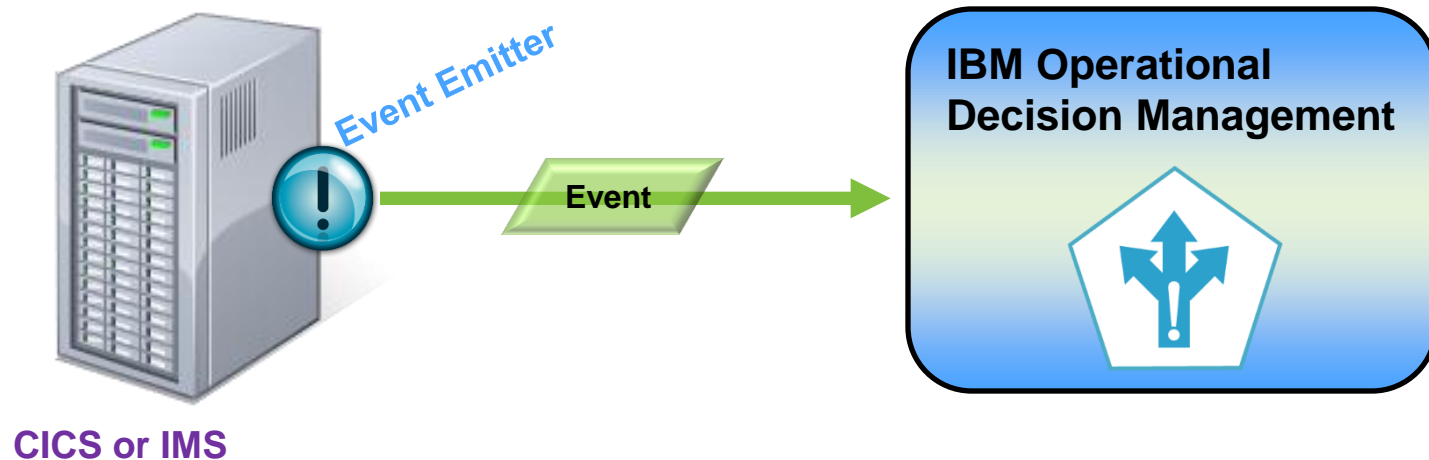 Event Emitter
IBM Operational
Decision Management
Event
CICS or IMS